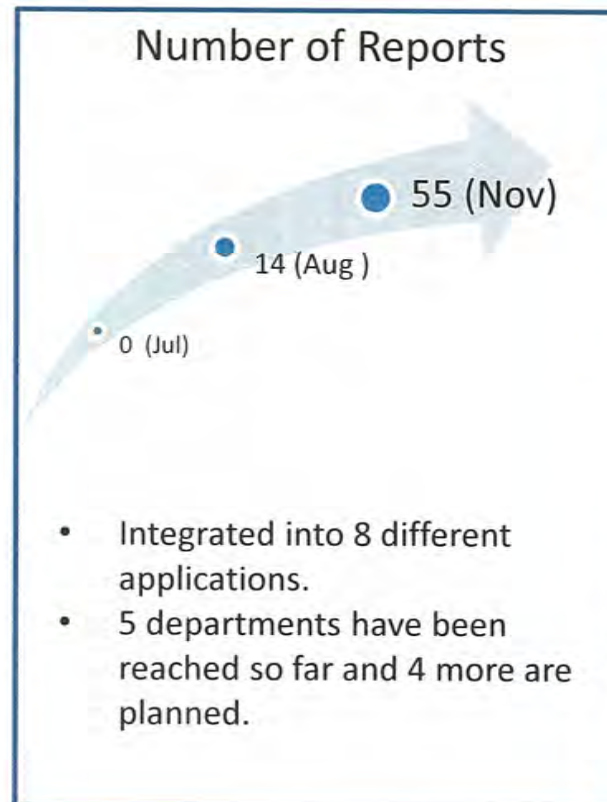 Number of Reports
55 (Nov)
14 (Aug )
0 (Jul)
• Integrated into 8 different
applications.
• 5 departments have been
reached so far and 4 more are
planned.